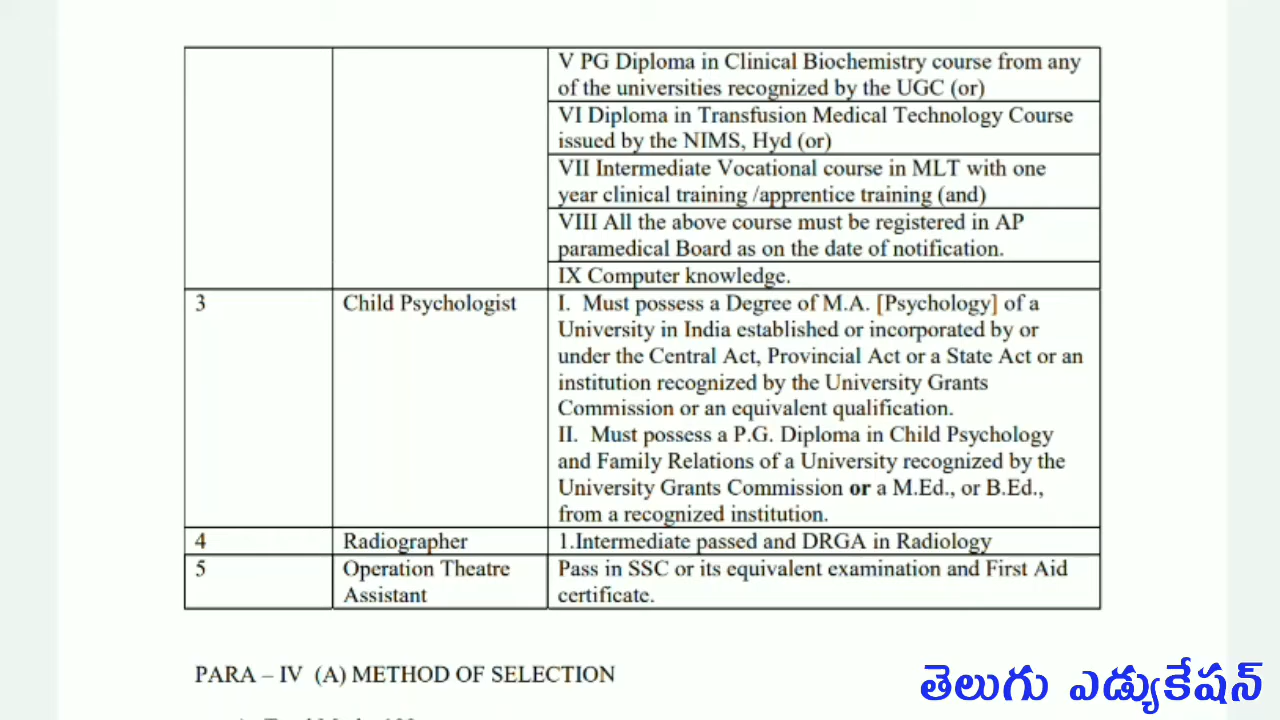 V PG Diploma in Clinical Biochemistry course from any
of the universities recognized by the UGC (or)
VI Diploma in Transfusion Medical Technology Course
issued by the NIMS, Hyd (or)
VII Intermediate Vocational course in MLT with one
year clinical training /apprentice training (and)
VIII All the above course must be registered in AP
paramedical Board as on the date of notification.
IX Computer knowledge.
3 Child Psychologist I. Must possess a Degree of M.A. [Psychology] of a
University in India established or incorporated by or
under the Central Act, Provincial Act or a State Act or an
institution recognized by the University Grants
Commission or an equivalent qualification.
II. Must possess a P.G. Diploma in Child Psychology
and Family Relations of a University recognized by the
University Grants Commission or a M.Ed., or B.Ed.,
from a recognized institution.
4 Radiographer 1.Intermediate passed and DRGA in Radiology
5 Operation Theatre Pass in SSC or its equivalent examination and First Aid
Assistant certificate.
PARA – IV (A) METHOD OF SELECTION
తెలుగు ఎడ్యుకేషన్